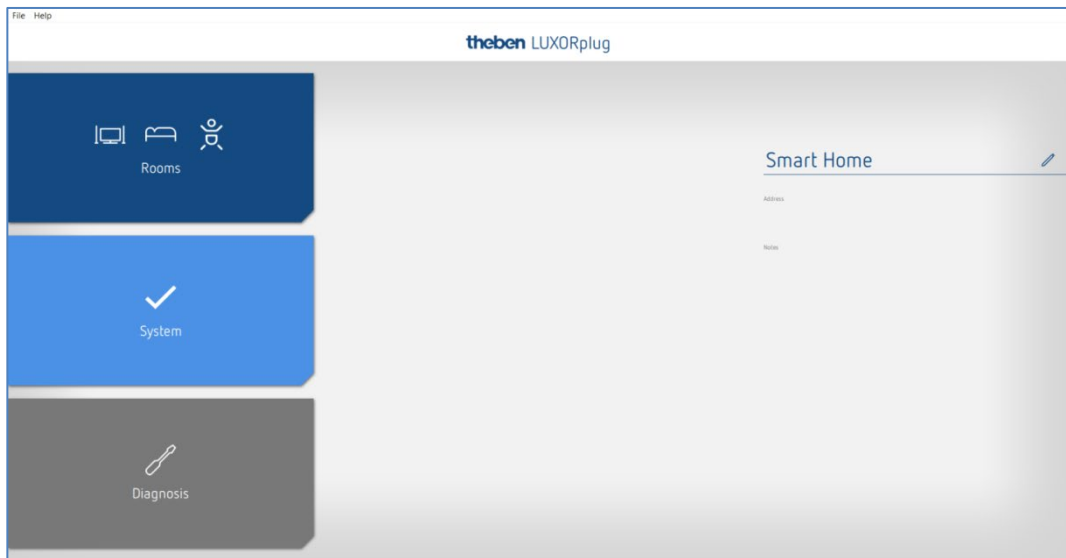 File Help
theben LUXORplug
Rooms
System
Diagnosis
Smart Home
Address
Notes